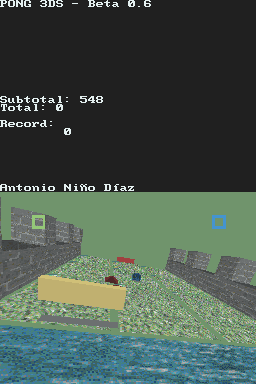 PONG 3DS - Beta 0.6
Subtotal: 548
Total: 0
Record:
0
Antonio Niño Díaz